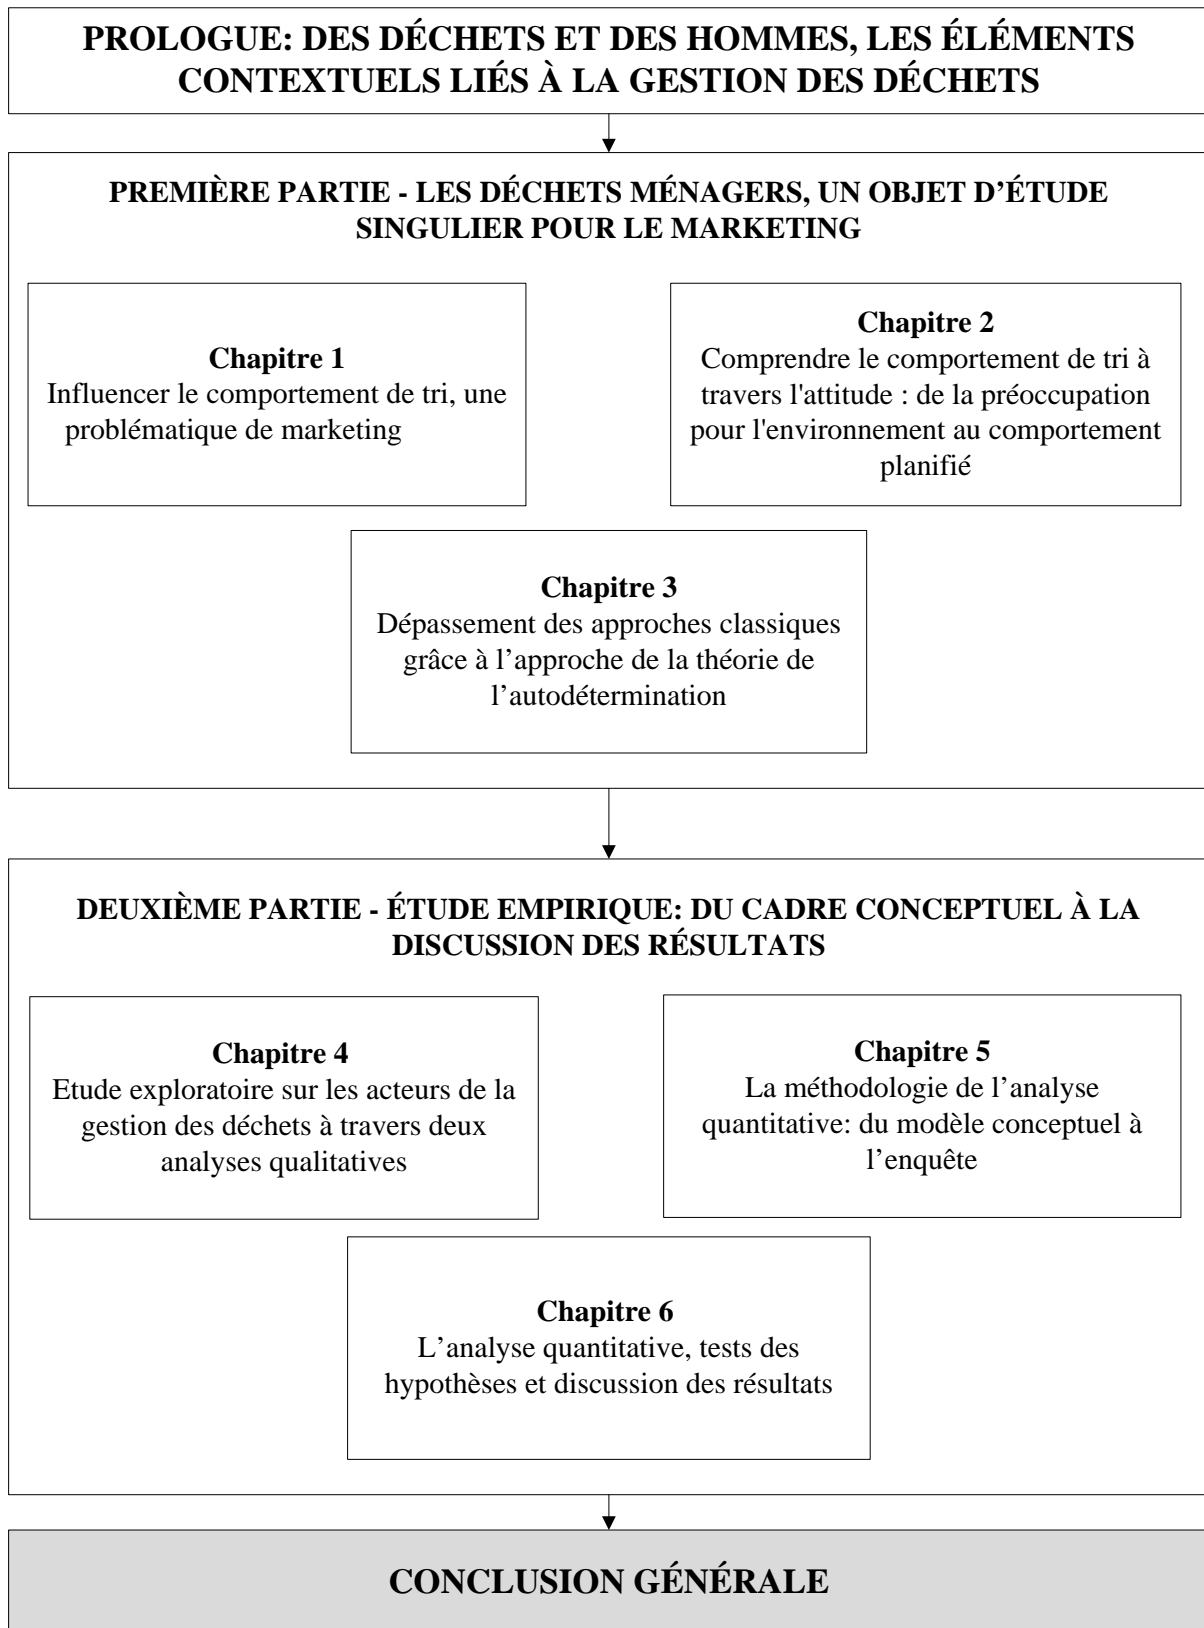 PROLOGUE: DES DÉCHETS ET DES HOMMES, LES ÉLÉMENTS
CONTEXTUELS LIÉS À LA GESTION DES DÉCHETS
PREMIÈRE PARTIE - LES DÉCHETS MÉNAGERS, UN OBJET D’ÉTUDE
SINGULIER POUR LE MARKETING
Chapitre 1
Influencer le comportement de tri, une
problématique de marketing
Chapitre 2
Comprendre le comportement de tri à
travers l'attitude : de la préoccupation
pour l'environnement au comportement
planifié
Chapitre 3
Dépassement des approches classiques
grâce à l’approche de la théorie de
l’autodétermination
DEUXIÈME PARTIE - ÉTUDE EMPIRIQUE: DU CADRE CONCEPTUEL À LA
DISCUSSION DES RÉSULTATS
Chapitre 4
Etude exploratoire sur les acteurs de la
gestion des déchets à travers deux
analyses qualitatives
Chapitre 5
La méthodologie de l’analyse
quantitative: du modèle conceptuel à
l’enquête
Chapitre 6
L’analyse quantitative, tests des
hypothèses et discussion des résultats
CONCLUSION GÉNÉRALE